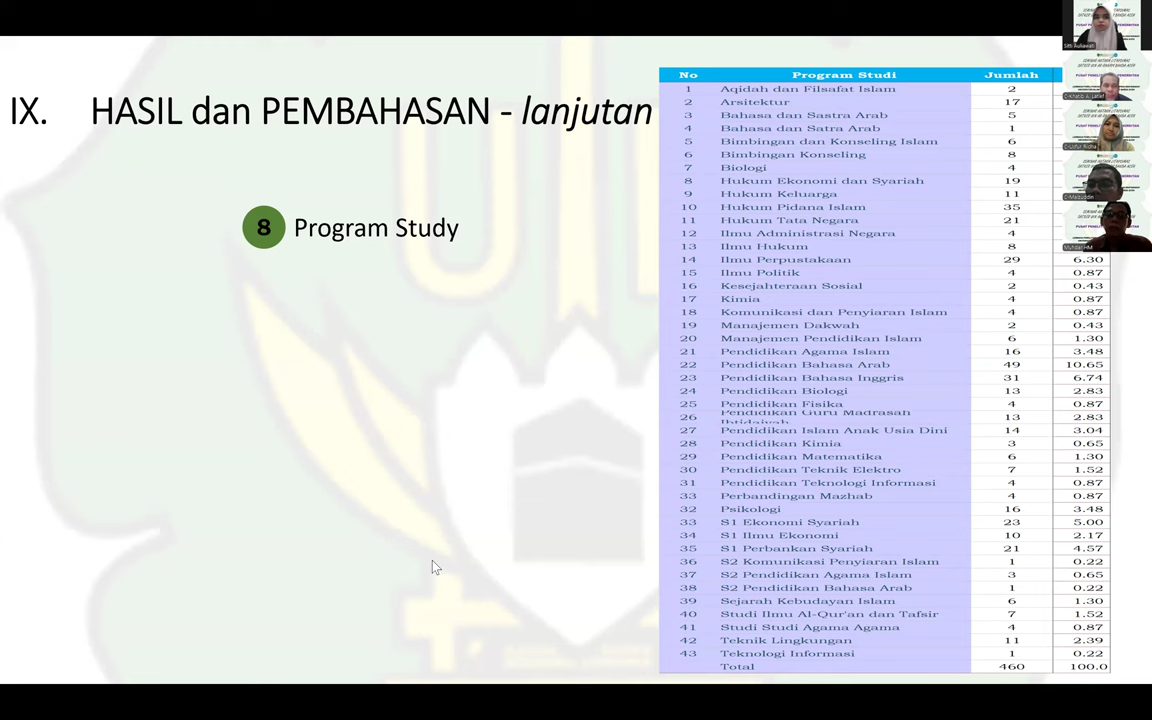 IX. HASIL dan PEMBAHASAN - lanjutan
8 Program Study
No Program Studi Jumlah
1 Aqidah dan Filsafat Islam 2
2 Arsitektur 17
3 Bahasa dan Sastra Arab 5
4 Bahasa dan Satra Arab 1
5 Bimbingan dan Konseling Islam 6
6 Bimbingan Konseling 8
7 Biologi 4
8 Hukum Ekonomi dan Syariah 19
9 Hukum Keluarga 11
10 Hukum Pidana Islam 35
11 Hukum Tata Negara 21
12 Ilmu Administrasi Negara 4
13 Ilmu Hukum 8
14 Ilmu Perpustakaan 29 6.30
15 Ilmu Politik 4 0.87
16 Kesejahteraan Sosial 2 0.43
17 Kimia 4 0.87
18 Komunikasi dan Penyiaran Islam 4 0.87
19 Manajemen Dakwah 2 0.43
20 Manajemen Pendidikan Islam 6 1.30
21 Pendidikan Agama Islam 16 3.48
22 Pendidikan Bahasa Arab 49 10.65
23 Pendidikan Bahasa Inggris 31 6.74
24 Pendidikan Biologi 13 2.83
25 Pendidikan Fisika 4 0.87
26 Pendidikan Guru Madrasah Ibtidaiyah 13 2.83
27 Pendidikan Islam Anak Usia Dini 14 3.04
28 Pendidikan Kimia 3 0.65
29 Pendidikan Matematika 6 1.30
30 Pendidikan Teknik Elektro 7 1.52
31 Pendidikan Teknologi Informasi 4 0.87
33 Perbandingan Mazhab 4 0.87
32 Psikologi 16 3.48
33 S1 Ekonomi Syariah 23 5.00
34 S1 Ilmu Ekonomi 10 2.17
35 S1 Perbankan Syariah 21 4.57
36 S2 Komunikasi Penyiaran Islam 1 0.22
37 S2 Pendidikan Agama Islam 3 0.65
38 S2 Pendidikan Bahasa Arab 1 0.22
39 Sejarah Kebudayan Islam 6 1.30
40 Studi Ilmu Al-Qur'an dan Tafsir 7 1.52
41 Studi Studi Agama Agama 4 0.87
42 Teknik Lingkungan 11 2.39
43 Teknologi Informasi 1 0.22
Total 460 100.0
Siti Auliawati
C-Khatib A. Latief
C-Ulfur Ridha
Muhdar HM